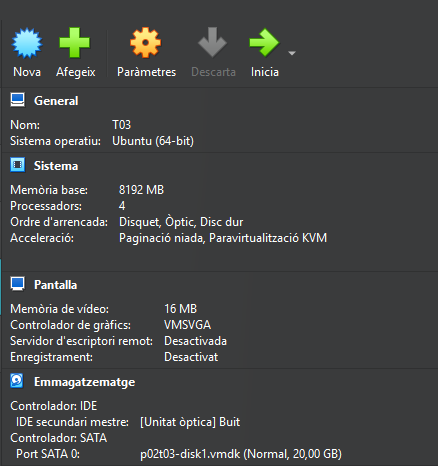 Nova Afegeix Paràmetres Descarta Inicia
General
Nom: T03
Sistema operatiu: Ubuntu (64-bit)
Sistema
Memòria base: 8192 MB
Processadors: 4
Ordre d'arrencada: Disquet, Òptic, Disc dur
Acceleració: Paginació niada, Paravirtualització KVM
Pantalla
Memòria de vídeo: 16 MB
Controlador de gràfics: VMSVGA
Servidor d'escriptori remot: Desactivada
Enregistrament: Desactivat
Emmagatzematge
Controlador: IDE
IDE secundari mestre: [Unitat òptica] Buit
Controlador: SATA
Port SATA 0: p02t03-disk1.vmdk (Normal, 20,00 GB)